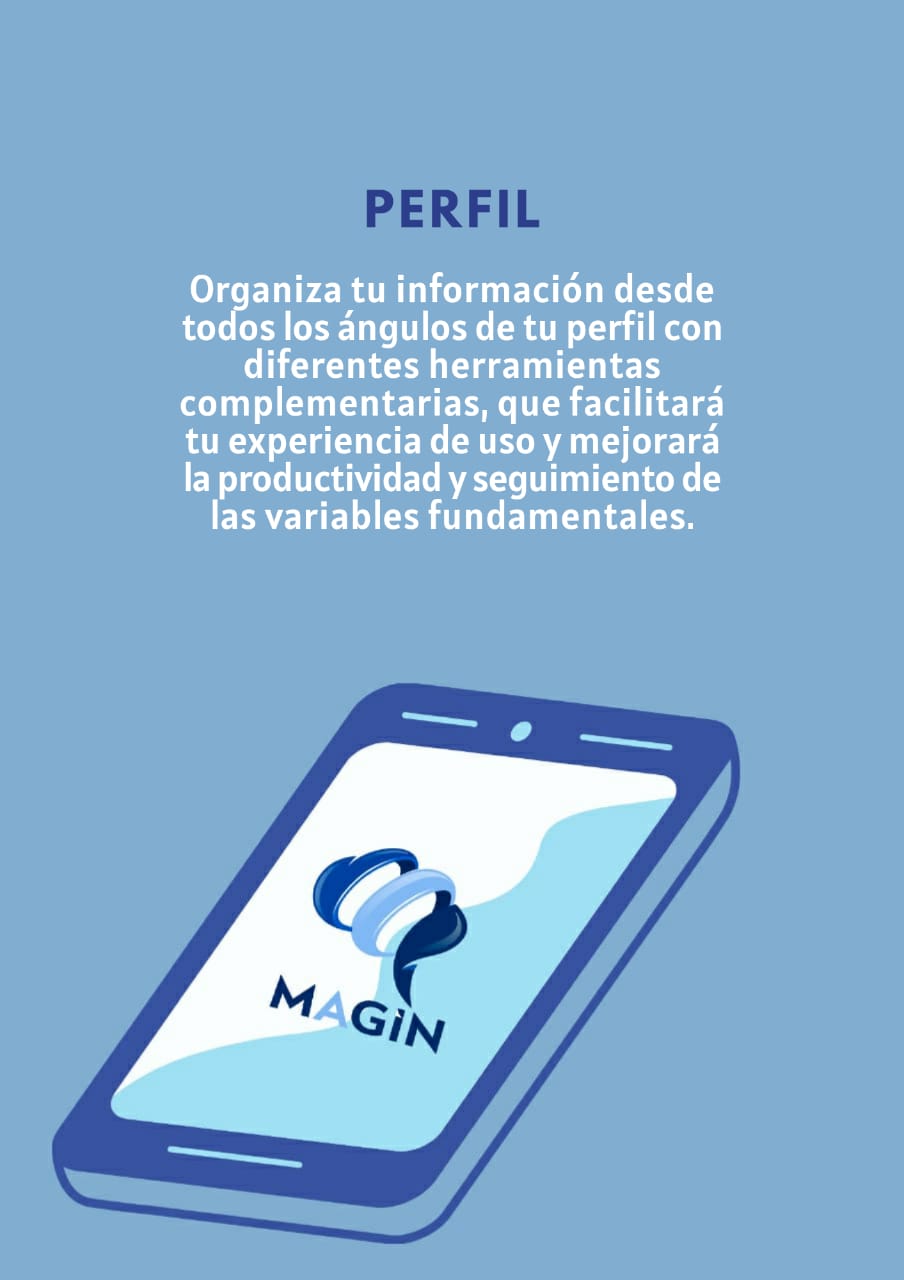 PERFIL
Organiza tu información desde
todos los ángulos de tu perfil con
diferentes herramientas
complementarias, que facilitará
tu experiencia de uso y mejorará
la productividad y seguimiento de
las variables fundamentales.
MAGiN